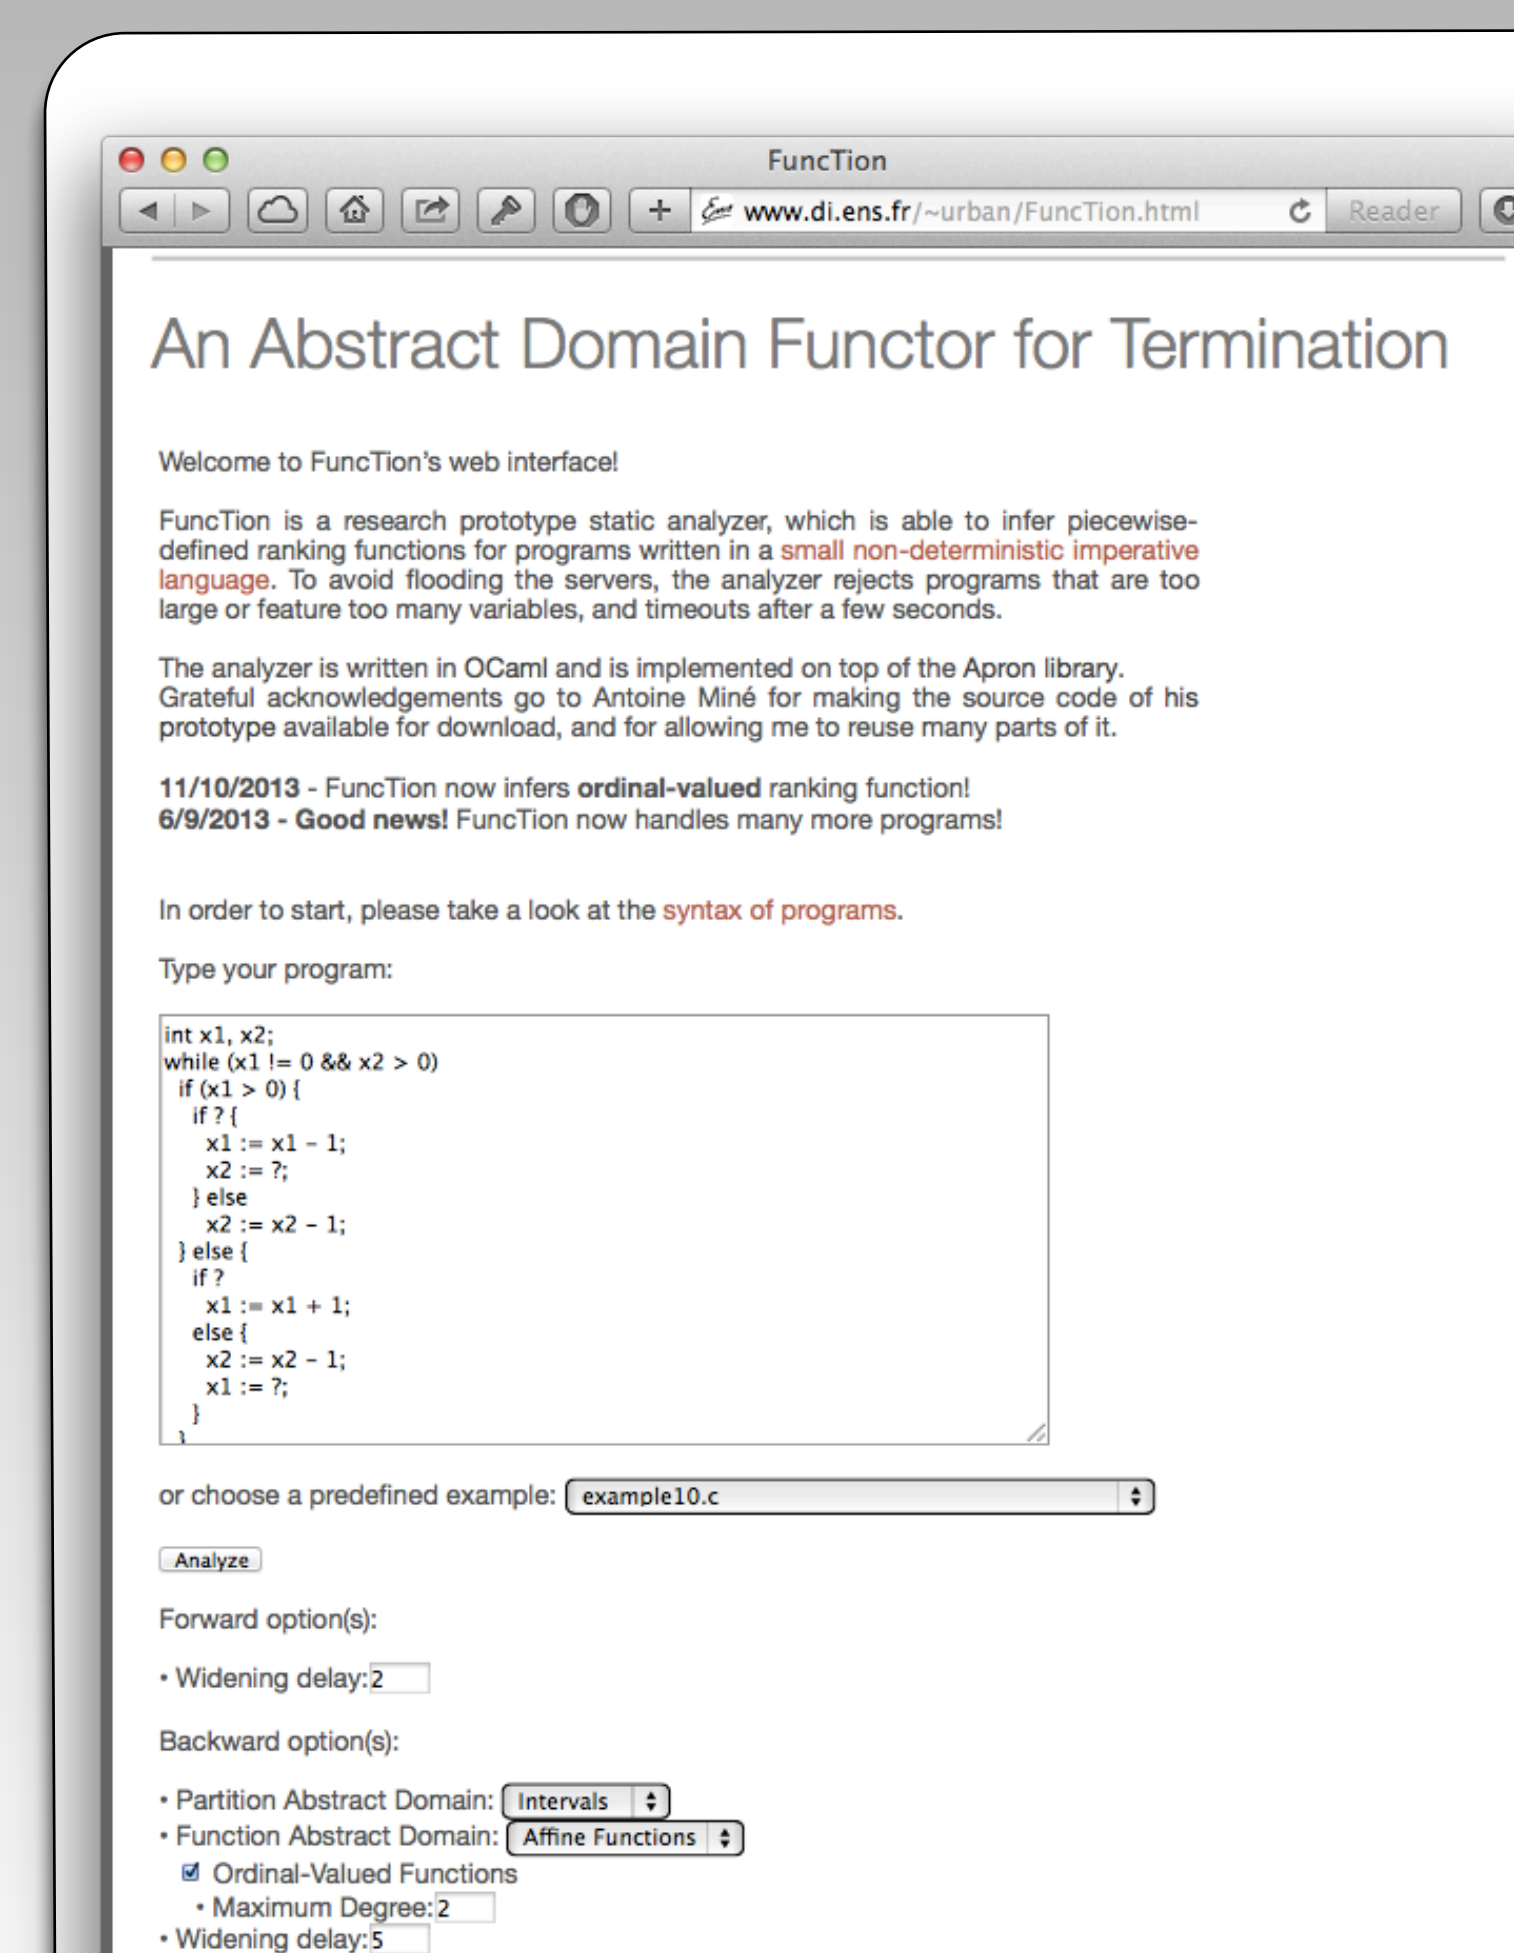 FuncTion
www.di.ens.fr/~urban/FuncTion.html
Reader
An Abstract Domain Functor for Termination
Welcome to FuncTion's web interface!
FuncTion is a research prototype static analyzer, which is able to infer piecewise-
defined ranking functions for programs written in a small non-deterministic imperative
language. To avoid flooding the servers, the analyzer rejects programs that are too
large or feature too many variables, and timeouts after a few seconds.
The analyzer is written in OCaml and is implemented on top of the Apron library.
Grateful acknowledgements go to Antoine Miné for making the source code of his
prototype available for download, and for allowing me to reuse many parts of it.
11/10/2013 - FuncTion now infers ordinal-valued ranking function!
6/9/2013 - Good news! FuncTion now handles many more programs!
In order to start, please take a look at the syntax of programs.
Type your program:
int x1, x2;
while (x1 != 0 && x2 > 0)
if (x1 > 0) {
if ? {
x1 := x1 - 1;
x2 := ?;
} else
x2 := x2 - 1;
} else {
if ?
x1 := x1 + 1;
else {
x2 := x2 - 1;
x1 := ?;
}
}
or choose a predefined example: example10.c
Analyze
Forward option(s):
• Widening delay: 2
Backward option(s):
• Partition Abstract Domain: Intervals
• Function Abstract Domain: Affine Functions
Ordinal-Valued Functions
• Maximum Degree: 2
• Widening delay: 5